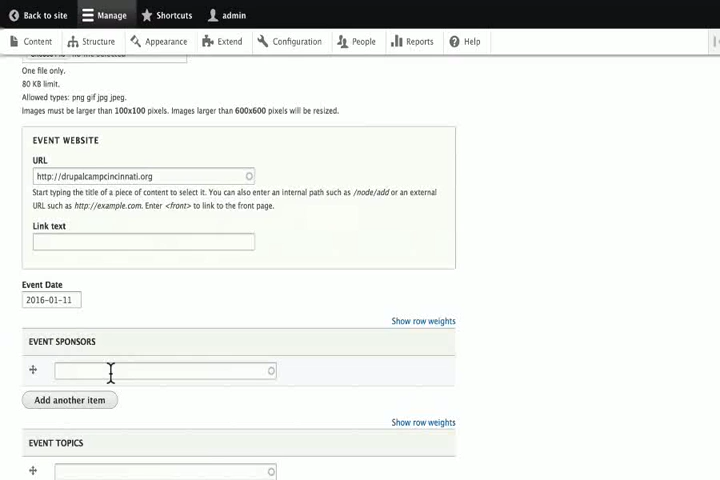 Back to site Manage Shortcuts admin
Content Structure Appearance Extend Configuration People Reports Help
One file only.
80 KB limit.
Allowed types: png gif jpg jpeg.
Images must be larger than 100x100 pixels. Images larger than 600x600 pixels will be resized.
EVENT WEBSITE
URL
http://drupalcampcincinnati.org
Start typing the title of a piece of content to select it. You can also enter an internal path such as /node/add or an external
URL such as http://example.com. Enter <front> to link to the front page.
Link text
Event Date
2016-01-11
Show row weights
EVENT SPONSORS
Add another item
Show row weights
EVENT TOPICS